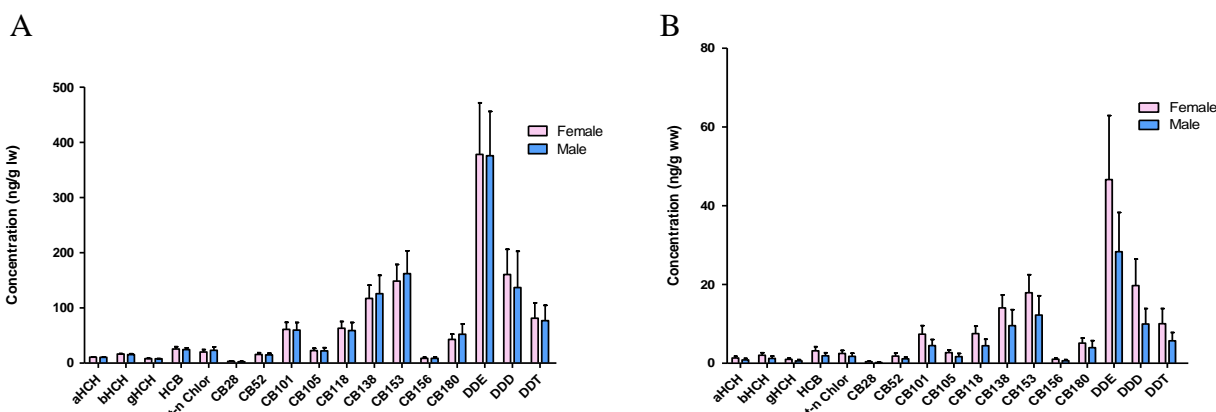 A
Concentration (ng/g lw)
500
400
300
200
100
0
Female
Male
aHCH
bHCH
gHCH
HCB
t-n Chlor
CB28
CB52
CB101
CB105
CB118
CB138
CB153
CB156
CB180
DDE
DDD
DDT
B
Concentration (ng/g ww)
80
60
40
20
0
Female
Male
aHCH
bHCH
gHCH
HCB
t-n Chlor
CB28
CB52
CB101
CB105
CB118
CB138
CB153
CB156
CB180
DDE
DDD
DDT